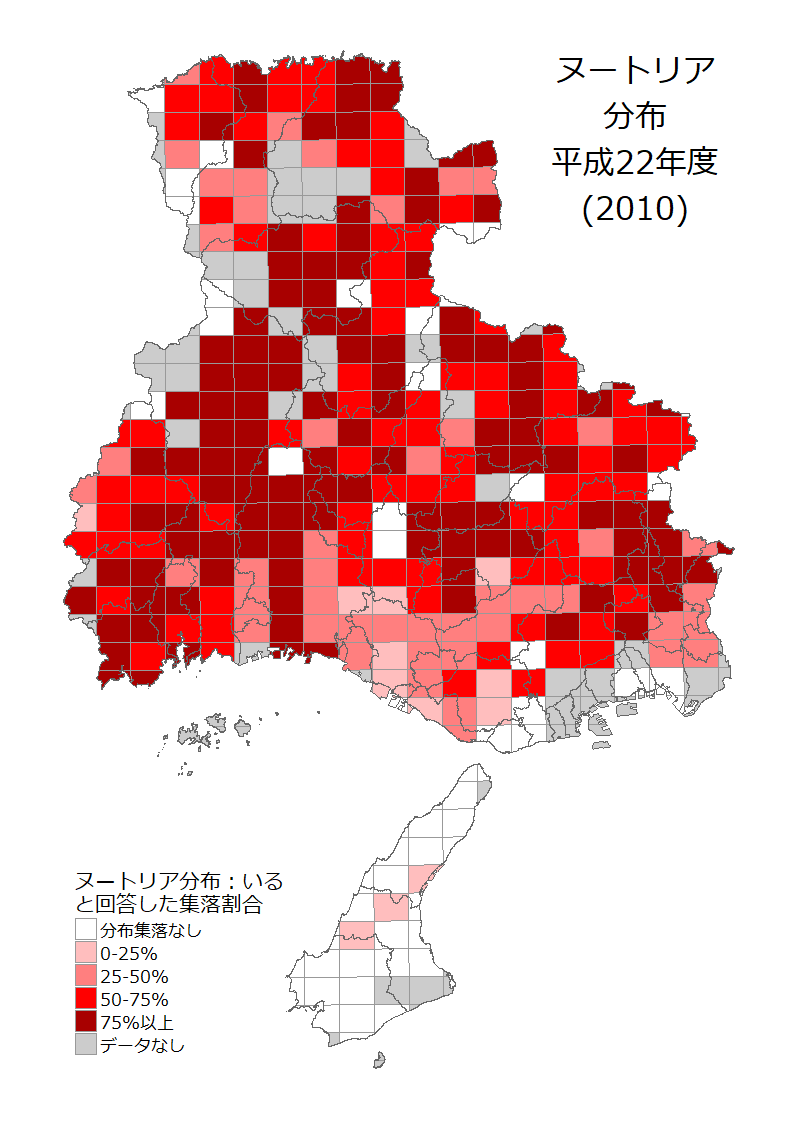 ヌートリア
分布
平成22年度
(2010)
ヌートリア分布：いる
と回答した集落割合
分布集落なし
0-25%
25-50%
50-75%
75%以上
データなし